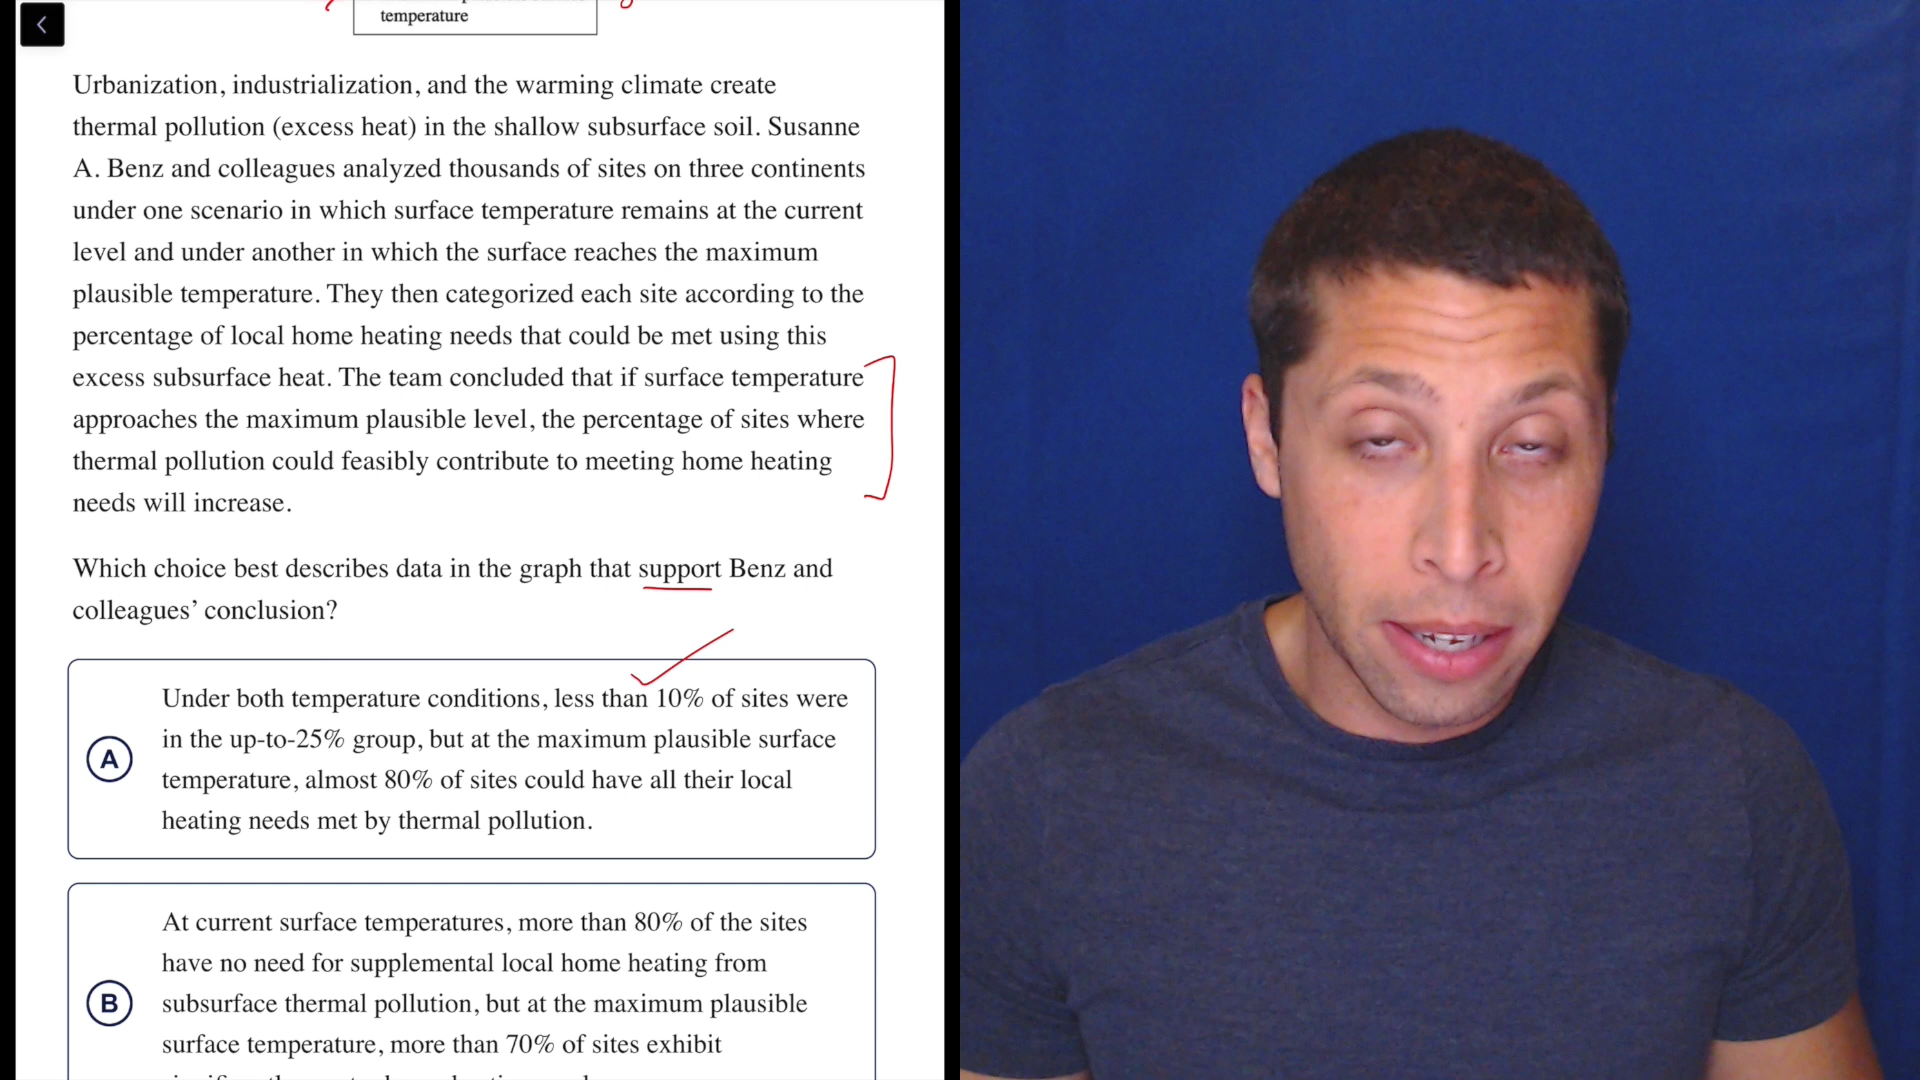 temperature
Urbanization, industrialization, and the warming climate create
thermal pollution (excess heat) in the shallow subsurface soil. Susanne
A. Benz and colleagues analyzed thousands of sites on three continents
under one scenario in which surface temperature remains at the current
level and under another in which the surface reaches the maximum
plausible temperature. They then categorized each site according to the
percentage of local home heating needs that could be met using this
excess subsurface heat. The team concluded that if surface temperature
approaches the maximum plausible level, the percentage of sites where
thermal pollution could feasibly contribute to meeting home heating
needs will increase.
Which choice best describes data in the graph that support Benz and
colleagues’ conclusion?
A
Under both temperature conditions, less than 10% of sites were
in the up-to-25% group, but at the maximum plausible surface
temperature, almost 80% of sites could have all their local
heating needs met by thermal pollution.
B
At current surface temperatures, more than 80% of the sites
have no need for supplemental local home heating from
subsurface thermal pollution, but at the maximum plausible
surface temperature, more than 70% of sites exhibit